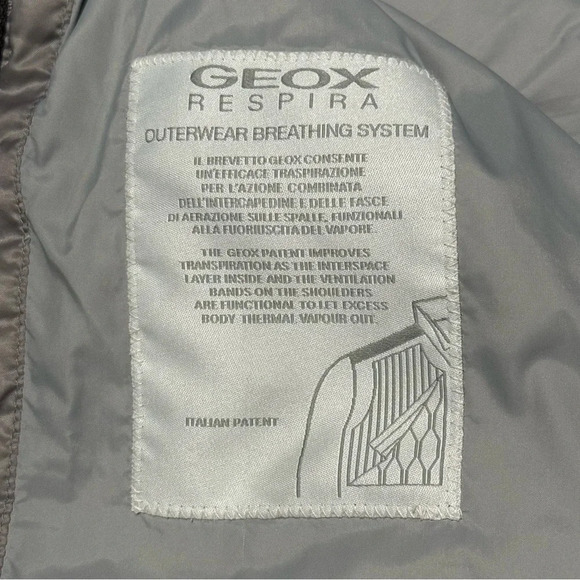 GEOX
RESPIRA
OUTERWEAR BREATHING SYSTEM
IL BREVETTO GEOX CONSENTE
UN'EFFICACE TRASPIRAZIONE
PER L'AZIONE COMBINATA
DELL'INTERCAPEDINE E DELLE FASCE
DI AERAZIONE SULLE SPALLE, FUNZIONALI
ALLA FUORIUSCITA DEL VAPORE.
THE GEOX PATENT IMPROVES
TRANSPIRATION AS THE INTERSPACE
LAYER INSIDE AND THE VENTILATION
BANDS ON THE SHOULDERS
ARE FUNCTIONAL TO LET EXCESS
BODY THERMAL VAPOUR OUT.
ITALIAN PATENT